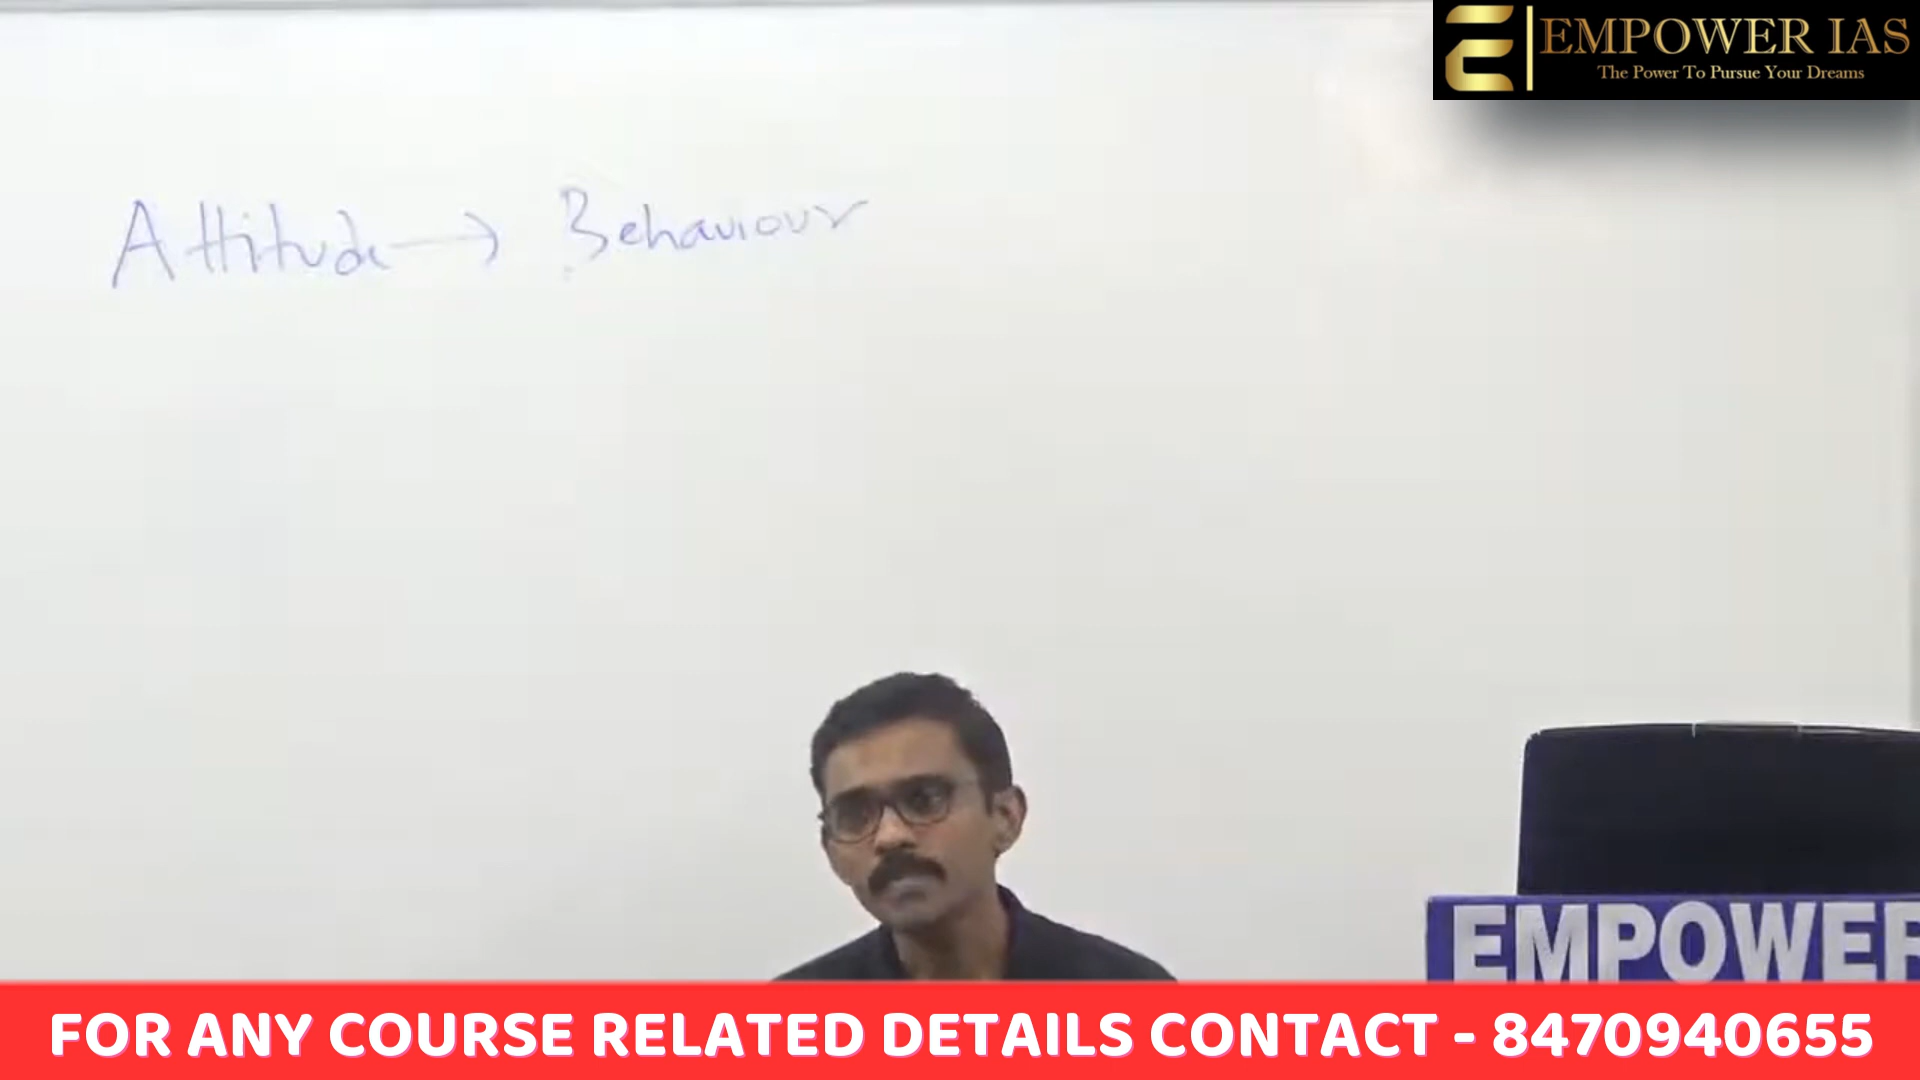 EMPOWER IAS
The Power To Pursue Your Dreams
Attitude → Behaviour
EMPOWER
FOR ANY COURSE RELATED DETAILS CONTACT - 8470940655